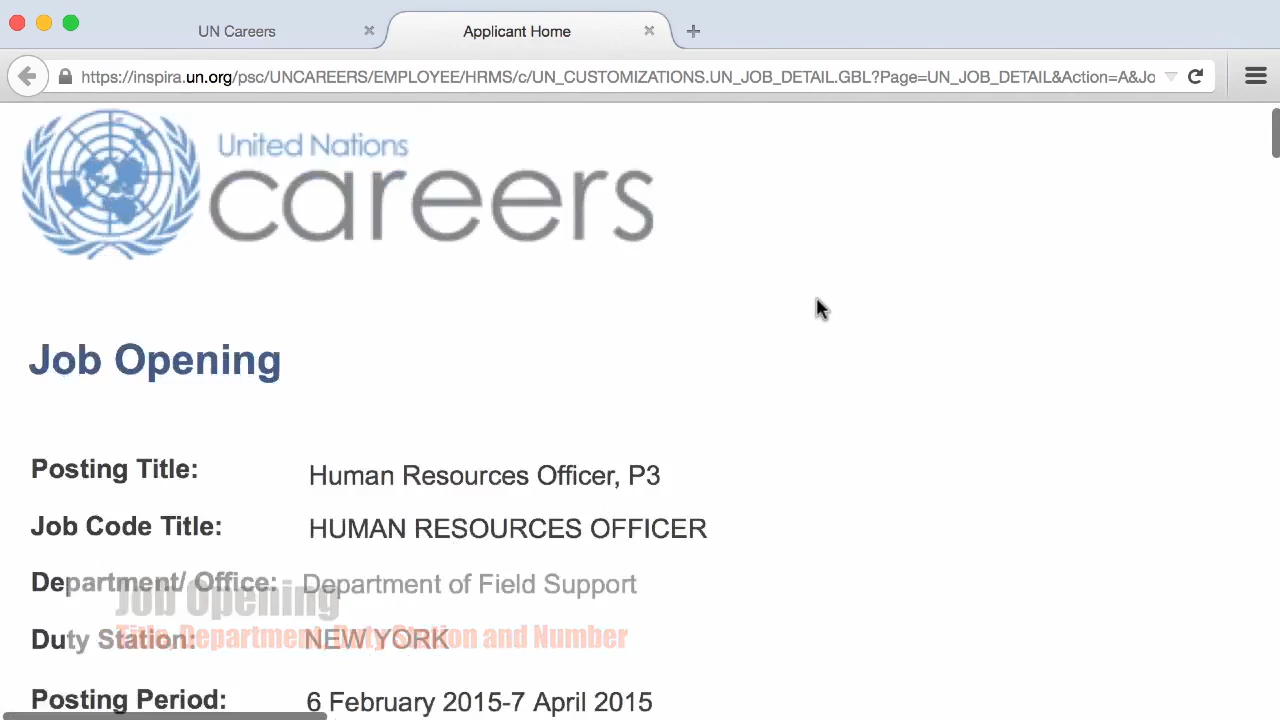 UN Careers
Applicant Home
https://inspira.un.org/psc/UNCAREERS/EMPLOYEE/HRMS/c/UN_CUSTOMIZATIONS.UN_JOB_DETAIL.GBL?Page=UN_JOB_DETAIL&Action=A&Jo
United Nations
careers
Job Opening
Posting Title: Human Resources Officer, P3
Job Code Title: HUMAN RESOURCES OFFICER
Department/ Office: Department of Field Support
Job Opening
Duty Station: NEW YORK
Title, Department, Duty Station and Number
Posting Period: 6 February 2015-7 April 2015